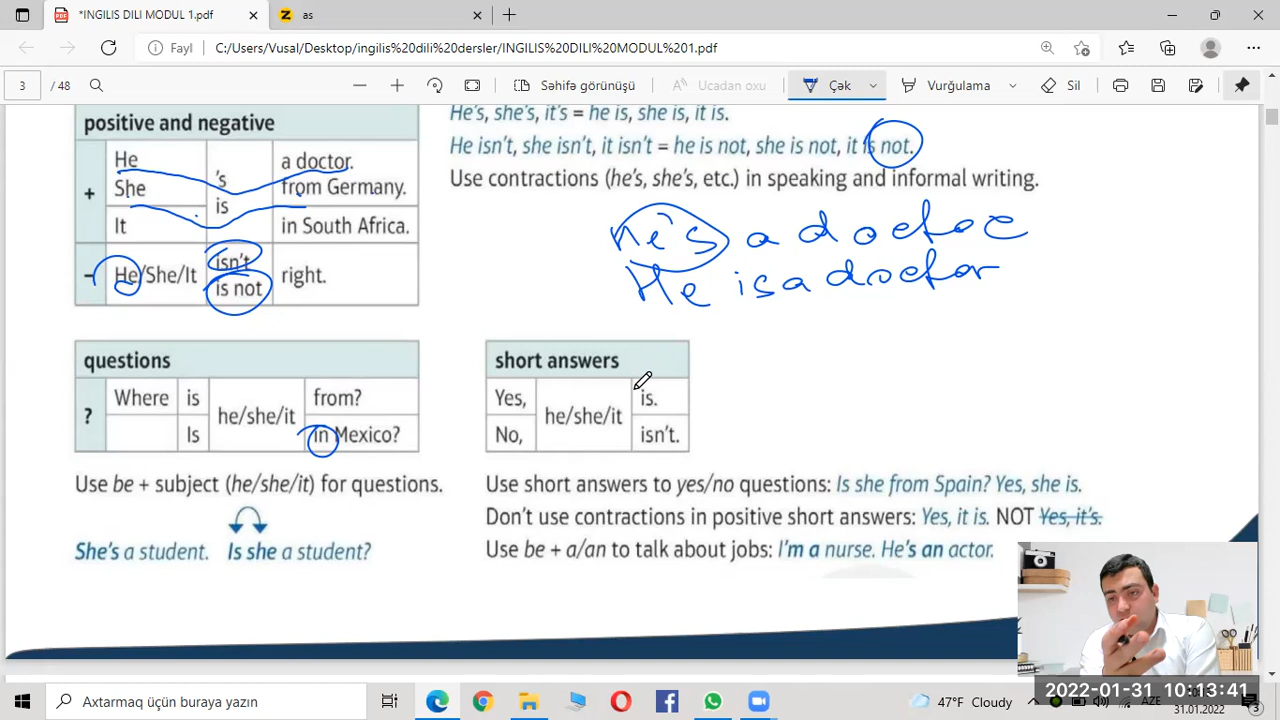 *INGILIS DILI MODUL 1.pdf
as
Fayl
C:/Users/Vusal/Desktop/ingilis%20dili%20dersler/INGILIS%20DILI%20MODUL%201.pdf
3 / 48
Səhifə görünüşü
Ucadan oxu
Çək
Vurğulama
Sil
positive and negative
+ He 's a doctor.
She is from Germany.
It in South Africa.
– He/She/It isn't right.
is not
He's, she's, it's = he is, she is, it is.
He isn't, she isn't, it isn't = he is not, she is not, it is not.
Use contractions (he's, she's, etc.) in speaking and informal writing.
He's a doctor
He is a doctor
questions
? Where is he/she/it from?
Is in Mexico?
Use be + subject (he/she/it) for questions.
She's a student. Is she a student?
short answers
Yes, he/she/it is.
No, isn't.
Use short answers to yes/no questions: Is she from Spain? Yes, she is.
Don't use contractions in positive short answers: Yes, it is. NOT Yes, it's.
Use be + a/an to talk about jobs: I'm a nurse. He's an actor.
2022-01-31 10:13:41
Axtarmaq üçün buraya yazın
47°F Cloudy
31.01.2022
3